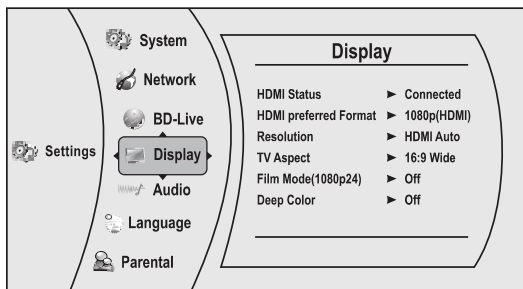 Settings
System
Network
BD-Live
Display
Audio
Language
Parental
Display
HDMI Status ► Connected
HDMI preferred Format ► 1080p(HDMI)
Resolution ► HDMI Auto
TV Aspect ► 16:9 Wide
Film Mode(1080p24) ► Off
Deep Color ► Off